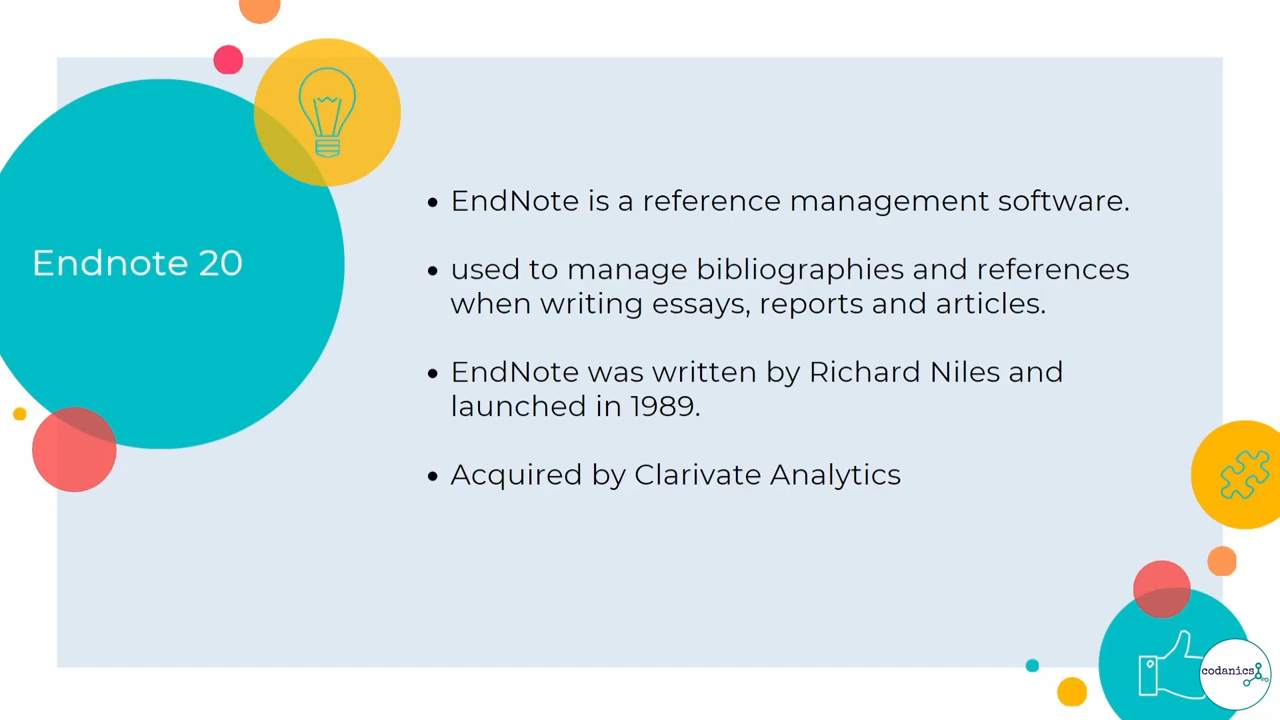 Endnote 20
• EndNote is a reference management software.
• used to manage bibliographies and references
when writing essays, reports and articles.
• EndNote was written by Richard Niles and
launched in 1989.
• Acquired by Clarivate Analytics
codanics